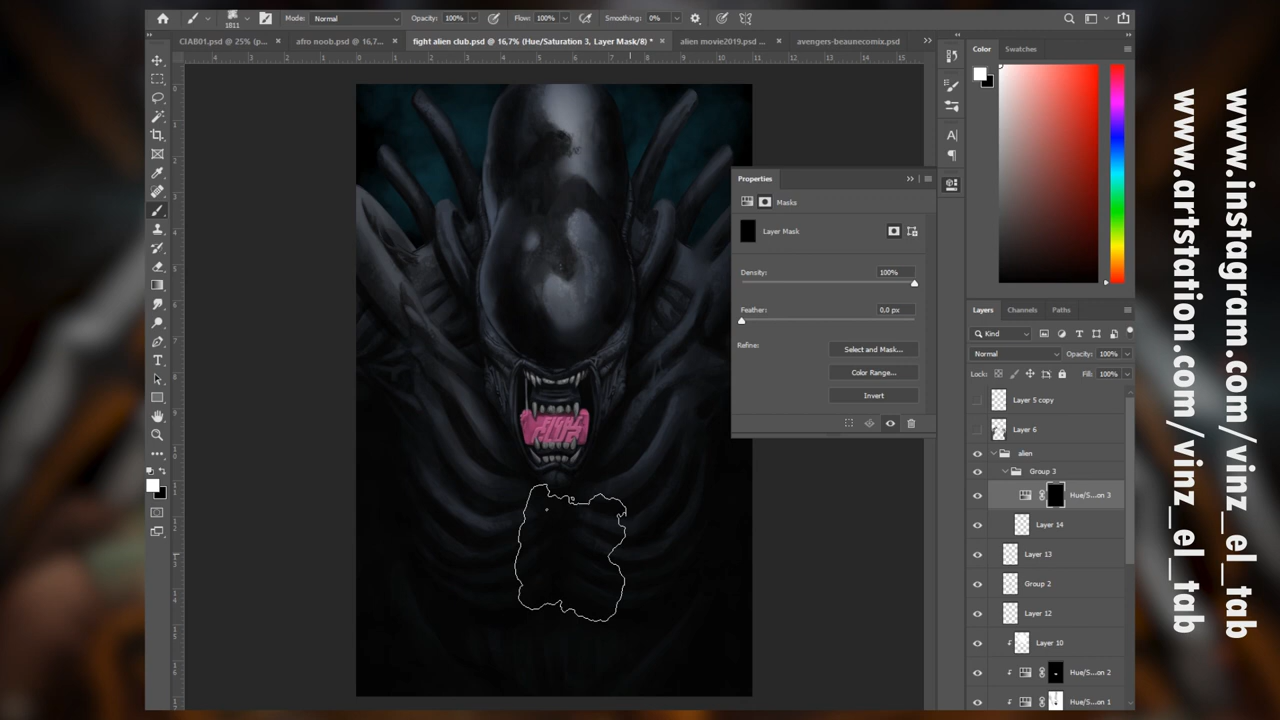 Mode: Normal Opacity: 100% Flow: 100% Smoothing: 0%
1811
CIAB01.psd @ 25% (p... × afro noob.psd @ 16,7... × fight alien club.psd @ 16,7% (Hue/Saturation 3, Layer Mask/8) * × alien movie2019.psd ... × avengers-beaunecomix.psd
Color Swatches
Properties
Masks
Layer Mask
Density: 100%
Feather: 0,0 px
Refine:
Select and Mask...
Color Range...
Invert
Layers Channels Paths
Kind
Normal Opacity: 100%
Lock: Fill: 100%
Layer 5 copy
Layer 6
alien
Group 3
Hue/S...on 3
Layer 14
Layer 13
Group 2
Layer 12
Layer 10
Hue/S...on 2
Hue/S...on 1
www.instagram.com/vinz_el_tab
www.artstation.com/vinz_el_tab